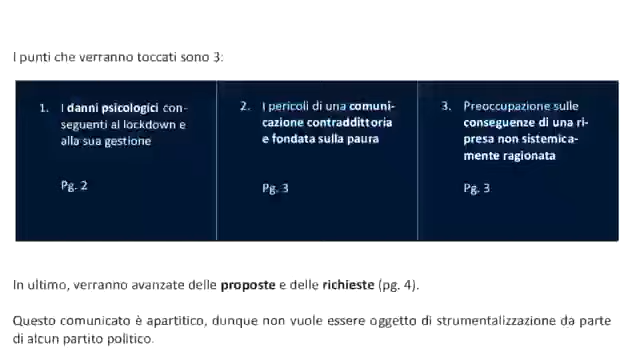 I punti che verranno toccati sono 3:
1. I danni psicologici con-
seguenti al lockdown e
alla sua gestione
Pg. 2
2. I pericoli di una comuni-
cazione contraddittoria
e fondata sulla paura
Pg. 3
3. Preoccupazione sulle
conseguenze di una ri-
presa non sistemica-
mente ragionata
Pg. 3
In ultimo, verranno avanzate delle proposte e delle richieste (pg. 4).
Questo comunicato è apartitico, dunque non vuole essere oggetto di strumentalizzazione da parte
di alcun partito politico.